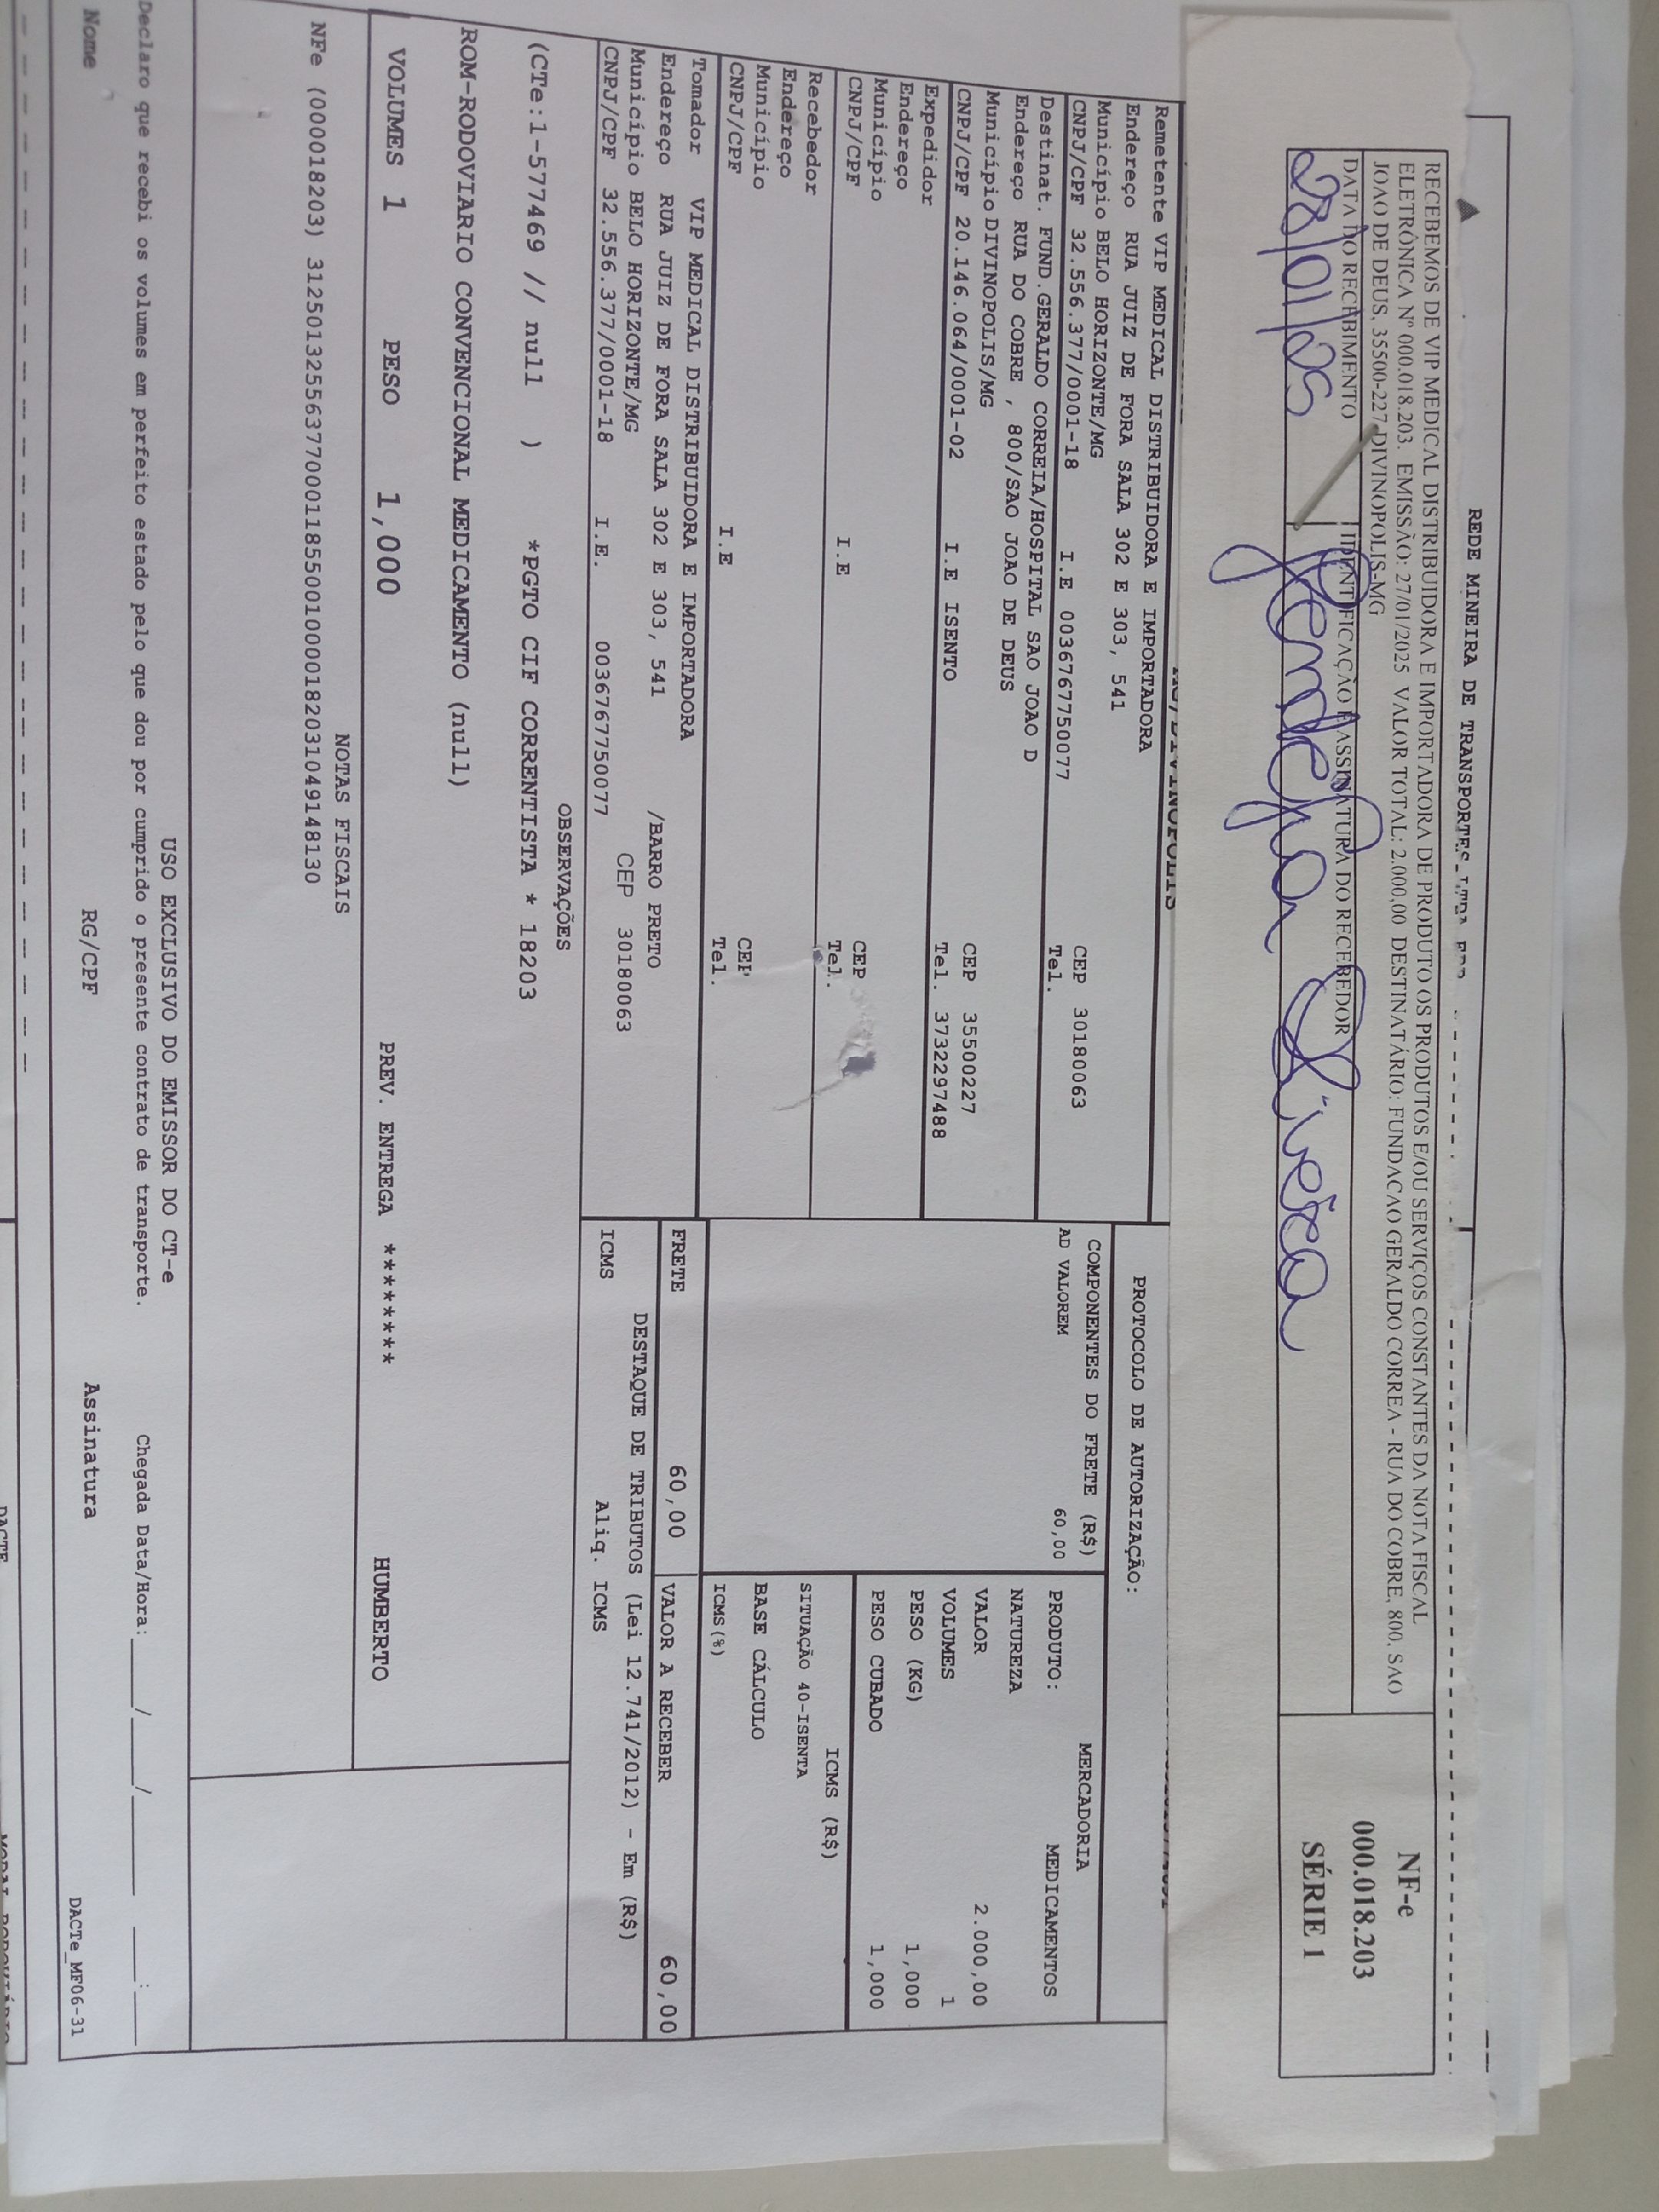 REDE MINEIRA DE TRANSPORTES LTDA EPP
RECEBEMOS DE VIP MEDICAL DISTRIBUIDORA E IMPORTADORA DE PRODUTO OS PRODUTOS E/OU SERVIÇOS CONSTANTES DA NOTA FISCAL
ELETRÔNICA Nº 000.018.203. EMISSÃO: 27/01/2025 VALOR TOTAL: 2.000,00 DESTINATÁRIO: FUNDACAO GERALDO CORREA - RUA DO COBRE, 800, SAO
JOAO DE DEUS, 35500-227-DIVINOPOLIS-MG
DATA DO RECEBIMENTO
IDENTIFICAÇÃO E ASSINATURA DO RECEBEDOR
28/01/25
NF-e
000.018.203
SÉRIE 1
MG/DIVINOPOLIS
PROTOCOLO DE AUTORIZAÇÃO:
Remetente VIP MEDICAL DISTRIBUIDORA E IMPORTADORA
Endereço RUA JUIZ DE FORA SALA 302 E 303, 541
Município BELO HORIZONTE/MG CEP 30180063
CNPJ/CPF 32.556.377/0001-18 I.E 0036767750077 Tel.
Destinat. FUND.GERALDO CORREIA/HOSPITAL SAO JOAO D
Endereço RUA DO COBRE , 800/SAO JOAO DE DEUS
Município DIVINOPOLIS/MG CEP 35500227
CNPJ/CPF 20.146.064/0001-02 I.E ISENTO Tel. 3732297488
Expedidor
Endereço
Município CEP
CNPJ/CPF I.E Tel.
Recebedor
Endereço
Município CEP
CNPJ/CPF I.E Tel.
Tomador VIP MEDICAL DISTRIBUIDORA E IMPORTADORA
Endereço RUA JUIZ DE FORA SALA 302 E 303, 541 /BARRO PRETO
Município BELO HORIZONTE/MG CEP 30180063
CNPJ/CPF 32.556.377/0001-18 I.E. 0036767750077
COMPONENTES DO FRETE (R$)
AD VALOREM 60,00
MERCADORIA
PRODUTO: MEDICAMENTOS
NATUREZA
VALOR 2.000,00
VOLUMES 1
PESO (KG) 1,000
PESO CUBADO 1,000
ICMS (R$)
SITUAÇÃO 40-ISENTA
BASE CÁLCULO
ICMS(%)
FRETE 60,00 VALOR A RECEBER 60,00
DESTAQUE DE TRIBUTOS (Lei 12.741/2012) - Em (R$)
ICMS Aliq. ICMS
OBSERVAÇÕES
(CTe:1-577469 // null ) *PGTO CIF CORRENTISTA * 18203
ROM-RODOVIARIO CONVENCIONAL MEDICAMENTO (null)
VOLUMES 1 PESO 1,000 PREV. ENTREGA ******** HUMBERTO
NOTAS FISCAIS
NFe (000018203) 31250132556377000118550010000182031049148130
USO EXCLUSIVO DO EMISSOR DO CT-e
Declaro que recebi os volumes em perfeito estado pelo que dou por cumprido o presente contrato de transporte. Chegada Data/Hora:____/____/______ ____:____
Nome RG/CPF Assinatura
DACTe_MF06-31
DACTE
MODAL RODOVIÁRIO